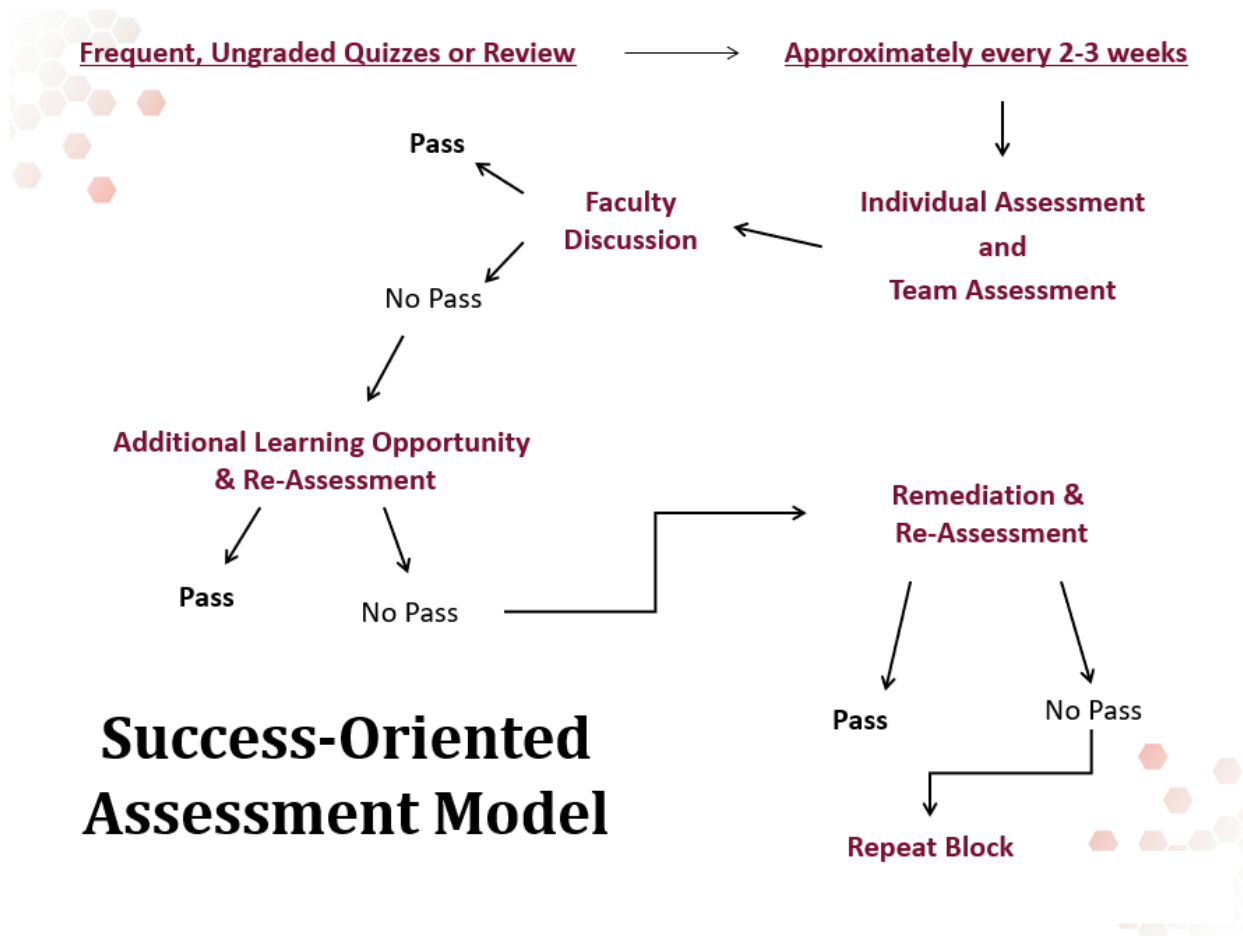 Frequent, Ungraded Quizzes or Review
Approximately every 2-3 weeks
Pass
Faculty
Discussion
Individual Assessment
and
Team Assessment
No Pass
Additional Learning Opportunity
& Re-Assessment
Remediation &
Re-Assessment
Pass
No Pass
Pass
No Pass
Success-Oriented
Assessment Model
Repeat Block